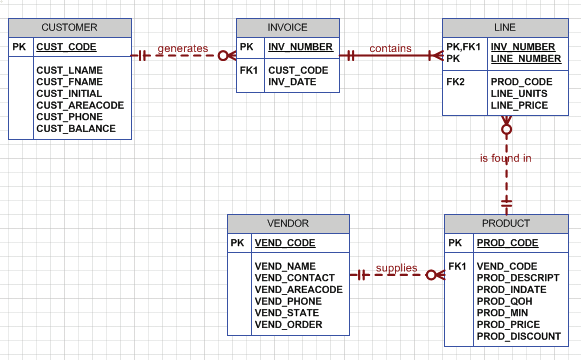 CUSTOMER
PK CUST_CODE
CUST_LNAME
CUST_FNAME
CUST_INITIAL
CUST_AREACODE
CUST_PHONE
CUST_BALANCE
generates
INVOICE
PK INV_NUMBER
FK1 CUST_CODE
INV_DATE
contains
LINE
PK,FK1 INV_NUMBER
PK LINE_NUMBER
FK2 PROD_CODE
LINE_UNITS
LINE_PRICE
is found in
VENDOR
PK VEND_CODE
VEND_NAME
VEND_CONTACT
VEND_AREACODE
VEND_PHONE
VEND_STATE
VEND_ORDER
supplies
PRODUCT
PK PROD_CODE
FK1 VEND_CODE
PROD_DESCRIPT
PROD_INDATE
PROD_QOH
PROD_MIN
PROD_PRICE
PROD_DISCOUNT